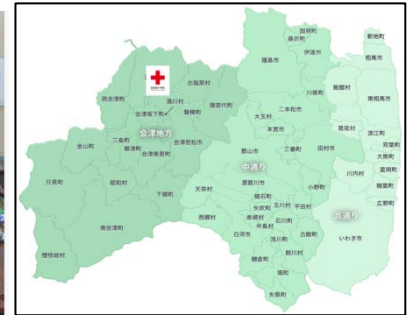 国見町
桑折町
新地町
伊達市
福島市
相馬市
北塩原村
川俣町
飯舘村
西会津町
猪苗代町
南相馬市
湯川村
磐梯町
二本松市
会津坂下町
大玉村
葛尾村
浪江町
本宮市
会津地方
双葉町
三島町
会津若松市
郡山市
三春町
田村市
大熊町
金山町
柳津町
会津美里町
中通り
富岡町
川内村
須賀川市
楢葉町
只見町
昭和村
天栄村
小野町
広野町
下郷町
鏡石町
浜通り
矢吹町
玉川村
平田村
西郷村
泉崎村
石川町
いわき市
中島村
南会津町
白河市
浅川町
古殿町
棚倉町
鮫川村
檜枝岐村
塙町
矢祭町